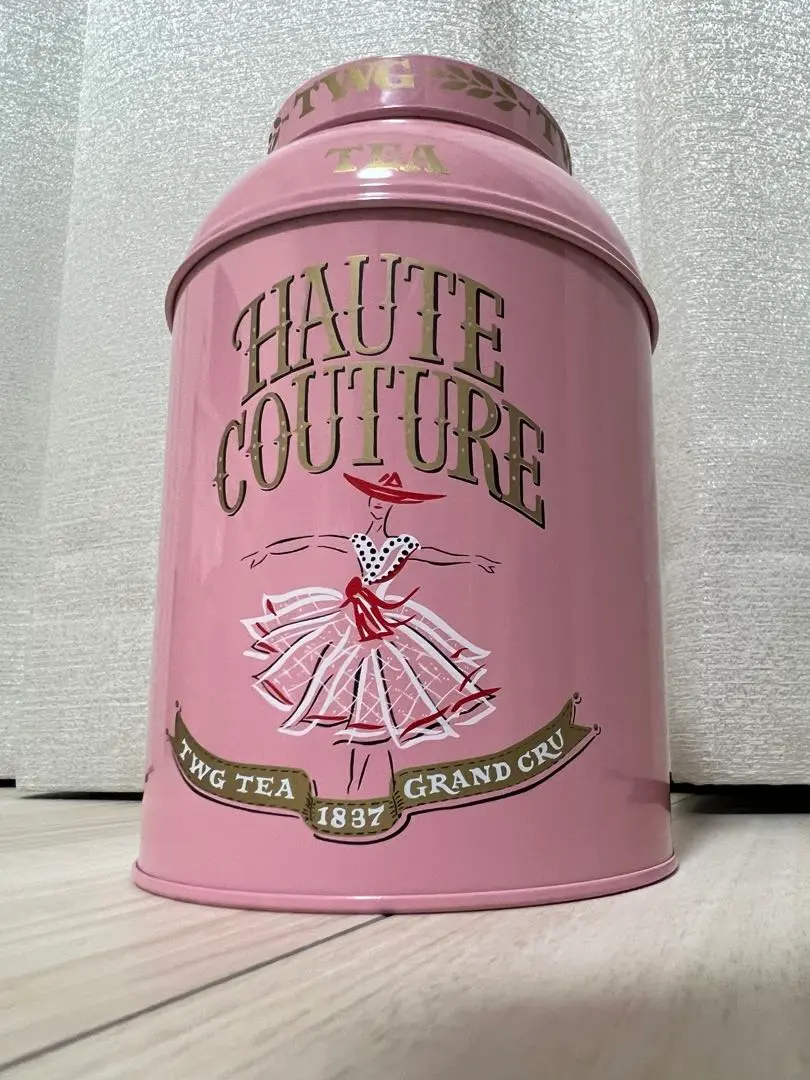 TWG
TEA
HAUTE
COUTURE
TWG TEA
1837
GRAND CRU